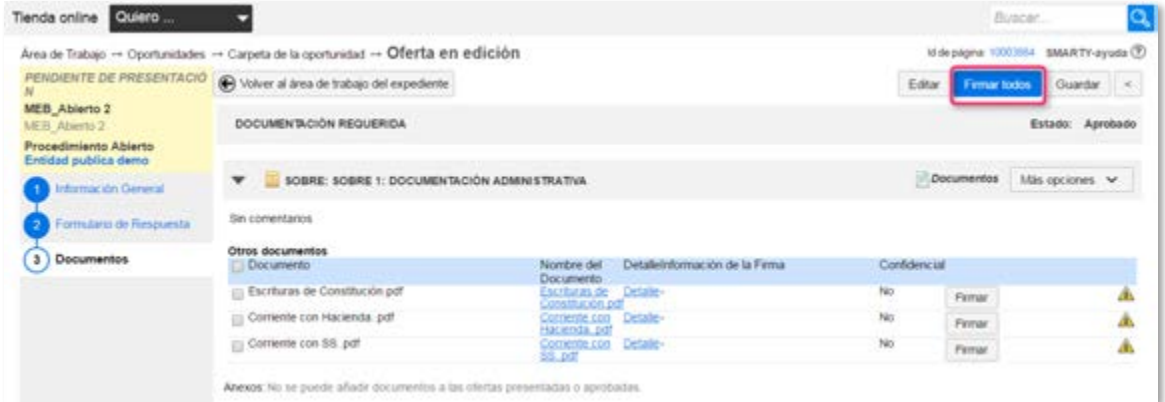 Tienda online Quiero ... Buscar...
Área de Trabajo → Oportunidades → Carpeta de la oportunidad → Oferta en edición Id de página: 10003664 SMARTY-ayuda
PENDIENTE DE PRESENTACIÓ
N
MEB_Abierto 2
MEB_Abierto 2
Procedimiento Abierto
Entidad publica demo
1 Información General
2 Formulario de Respuesta
3 Documentos
Volver al área de trabajo del expediente Editar Firmar todos Guardar <
DOCUMENTACIÓN REQUERIDA Estado: Aprobado
SOBRE: SOBRE 1: DOCUMENTACIÓN ADMINISTRATIVA Documentos Más opciones
Sin comentarios
Otros documentos
Documento Nombre del DetalleInformación de la Firma Confidencial
Documento
Escrituras de Constitución.pdf Escrituras de Detalle- No Firmar
Constitución.pdf
Corriente con Hacienda..pdf Corriente con Detalle- No Firmar
Hacienda..pdf
Corriente con SS..pdf Corriente con Detalle- No Firmar
SS..pdf
Anexos: No se puede añadir documentos a las ofertas presentadas o aprobadas.